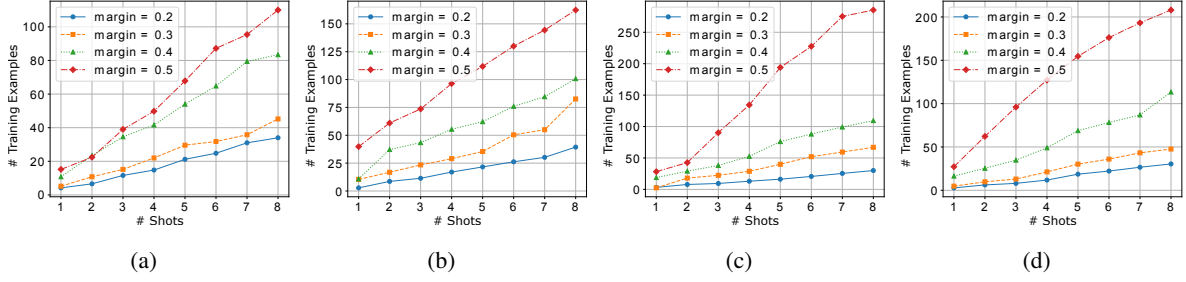 # Training Examples
100
80
60
40
20
0
margin = 0.2
margin = 0.3
margin = 0.4
margin = 0.5
1 2 3 4 5 6 7 8
# Shots
(a)
# Training Examples
150
125
100
75
50
25
0
margin = 0.2
margin = 0.3
margin = 0.4
margin = 0.5
1 2 3 4 5 6 7 8
# Shots
(b)
# Training Examples
250
200
150
100
50
0
margin = 0.2
margin = 0.3
margin = 0.4
margin = 0.5
1 2 3 4 5 6 7 8
# Shots
(c)
# Training Examples
200
150
100
50
0
margin = 0.2
margin = 0.3
margin = 0.4
margin = 0.5
1 2 3 4 5 6 7 8
# Shots
(d)